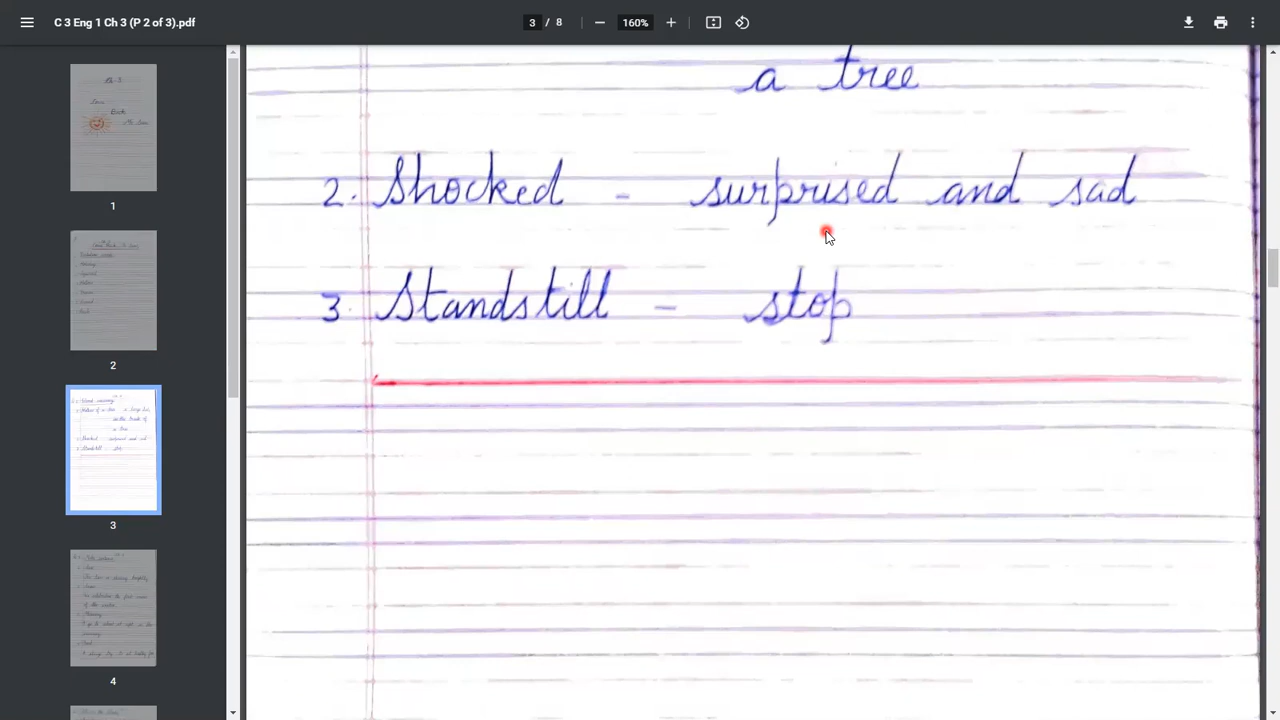 C 3 Eng 1 Ch 3 (P 2 of 3).pdf
3 / 8
160%
a tree
2. Shocked - surprised and sad
3. Standstill - stop
1
2
3
4